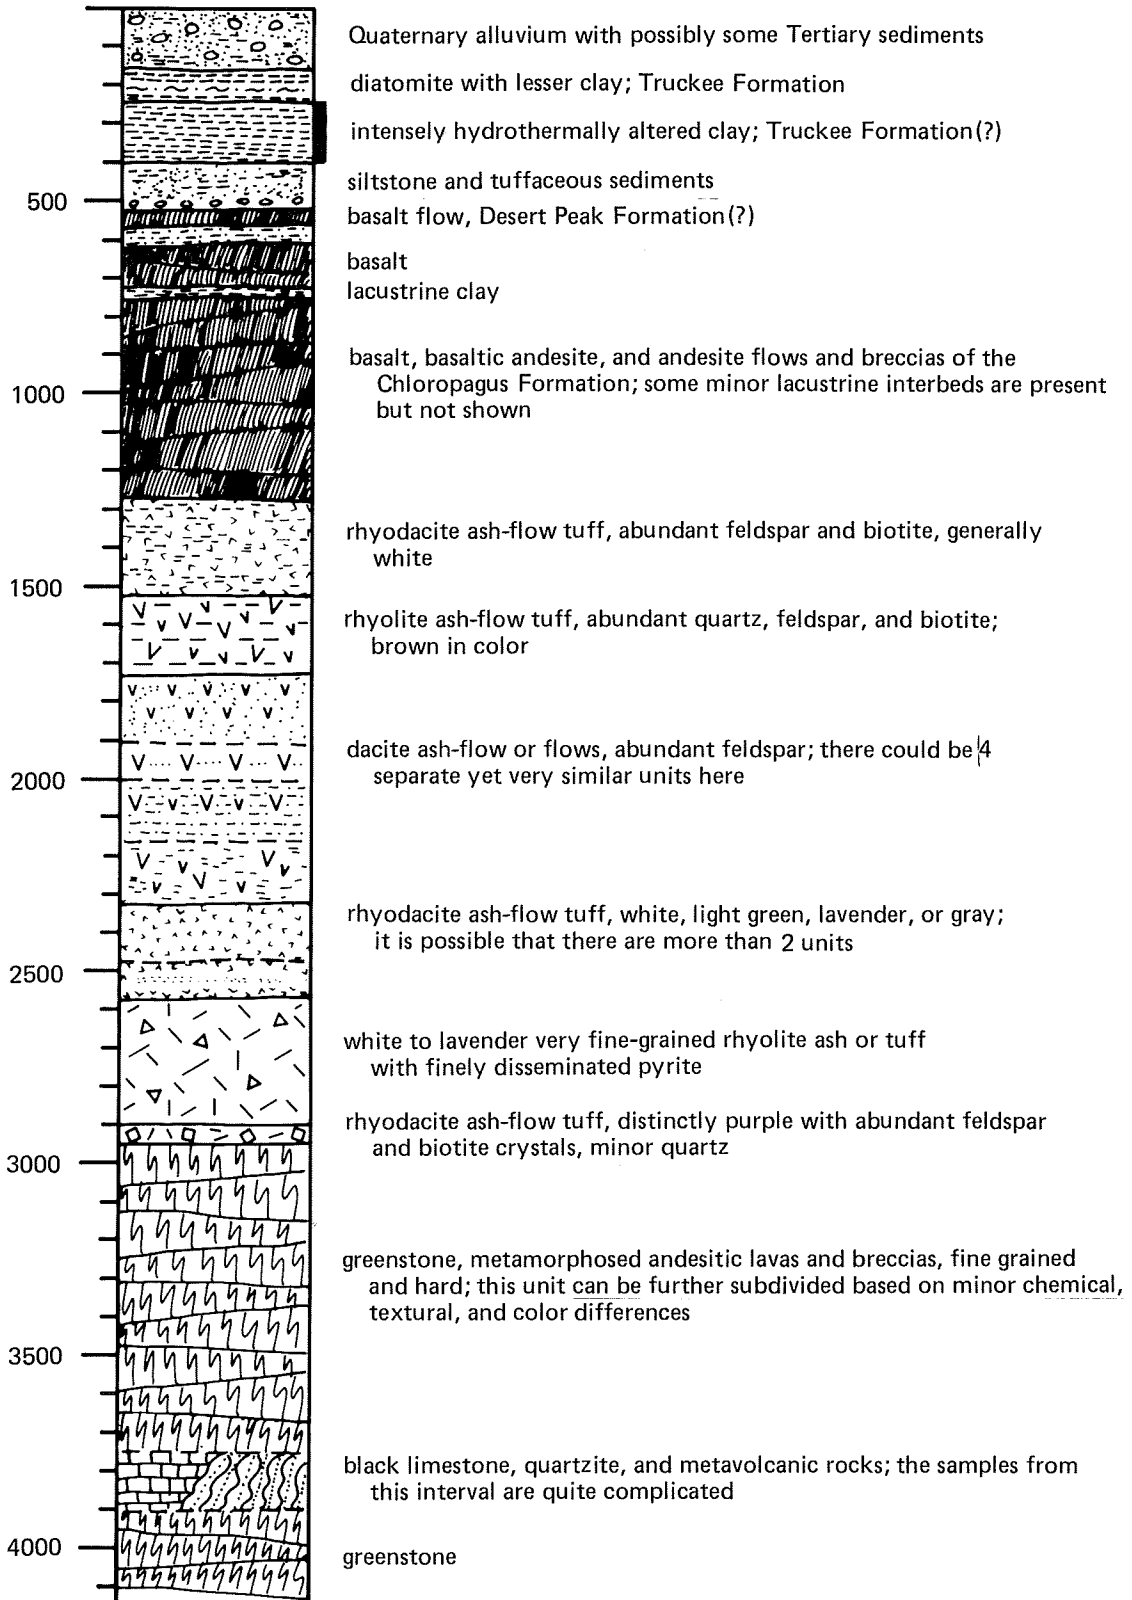 Quaternary alluvium with possibly some Tertiary sediments
diatomite with lesser clay; Truckee Formation
intensely hydrothermally altered clay; Truckee Formation(?)
siltstone and tuffaceous sediments
500
basalt flow, Desert Peak Formation(?)
basalt
lacustrine clay
basalt, basaltic andesite, and andesite flows and breccias of the
1000
Chloropagus Formation; some minor lacustrine interbeds are present
but not shown
rhyodacite ash-flow tuff, abundant feldspar and biotite, generally
white
1500
rhyolite ash-flow tuff, abundant quartz, feldspar, and biotite;
brown in color
dacite ash-flow or flows, abundant feldspar; there could be 4
2000
separate yet very similar units here
rhyodacite ash-flow tuff, white, light green, lavender, or gray;
it is possible that there are more than 2 units
2500
white to lavender very fine-grained rhyolite ash or tuff
with finely disseminated pyrite
rhyodacite ash-flow tuff, distinctly purple with abundant feldspar
and biotite crystals, minor quartz
3000
greenstone, metamorphosed andesitic lavas and breccias, fine grained
and hard; this unit can be further subdivided based on minor chemical,
textural, and color differences
3500
black limestone, quartzite, and metavolcanic rocks; the samples from
this interval are quite complicated
4000
greenstone